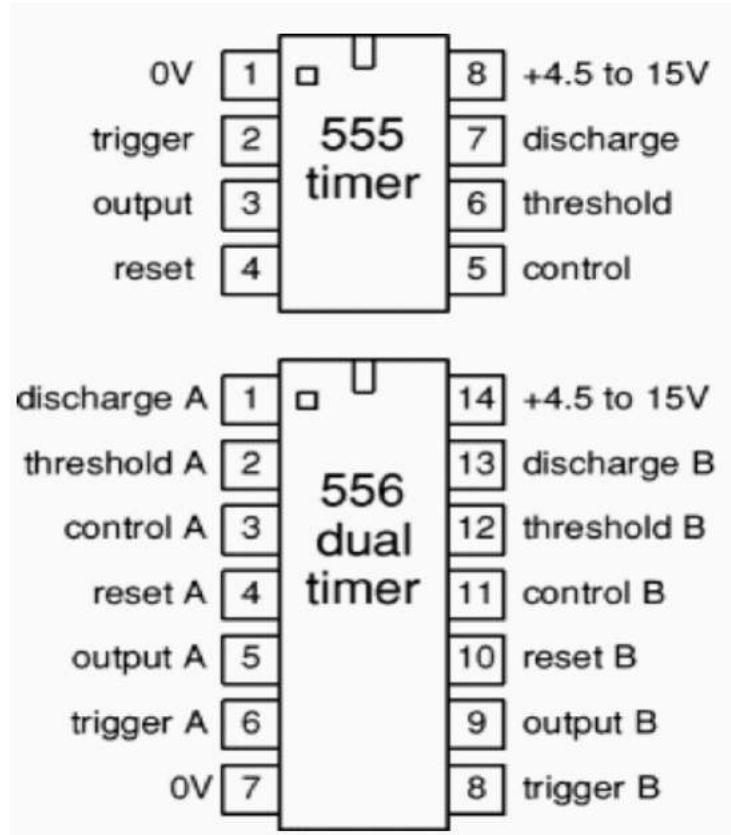 0V 1 8 +4.5 to 15V
trigger 2 555 7 discharge
output 3 timer 6 threshold
reset 4 5 control
discharge A 1 14 +4.5 to 15V
threshold A 2 13 discharge B
556
control A 3 dual 12 threshold B
reset A 4 timer 11 control B
output A 5 10 reset B
trigger A 6 9 output B
0V 7 8 trigger B